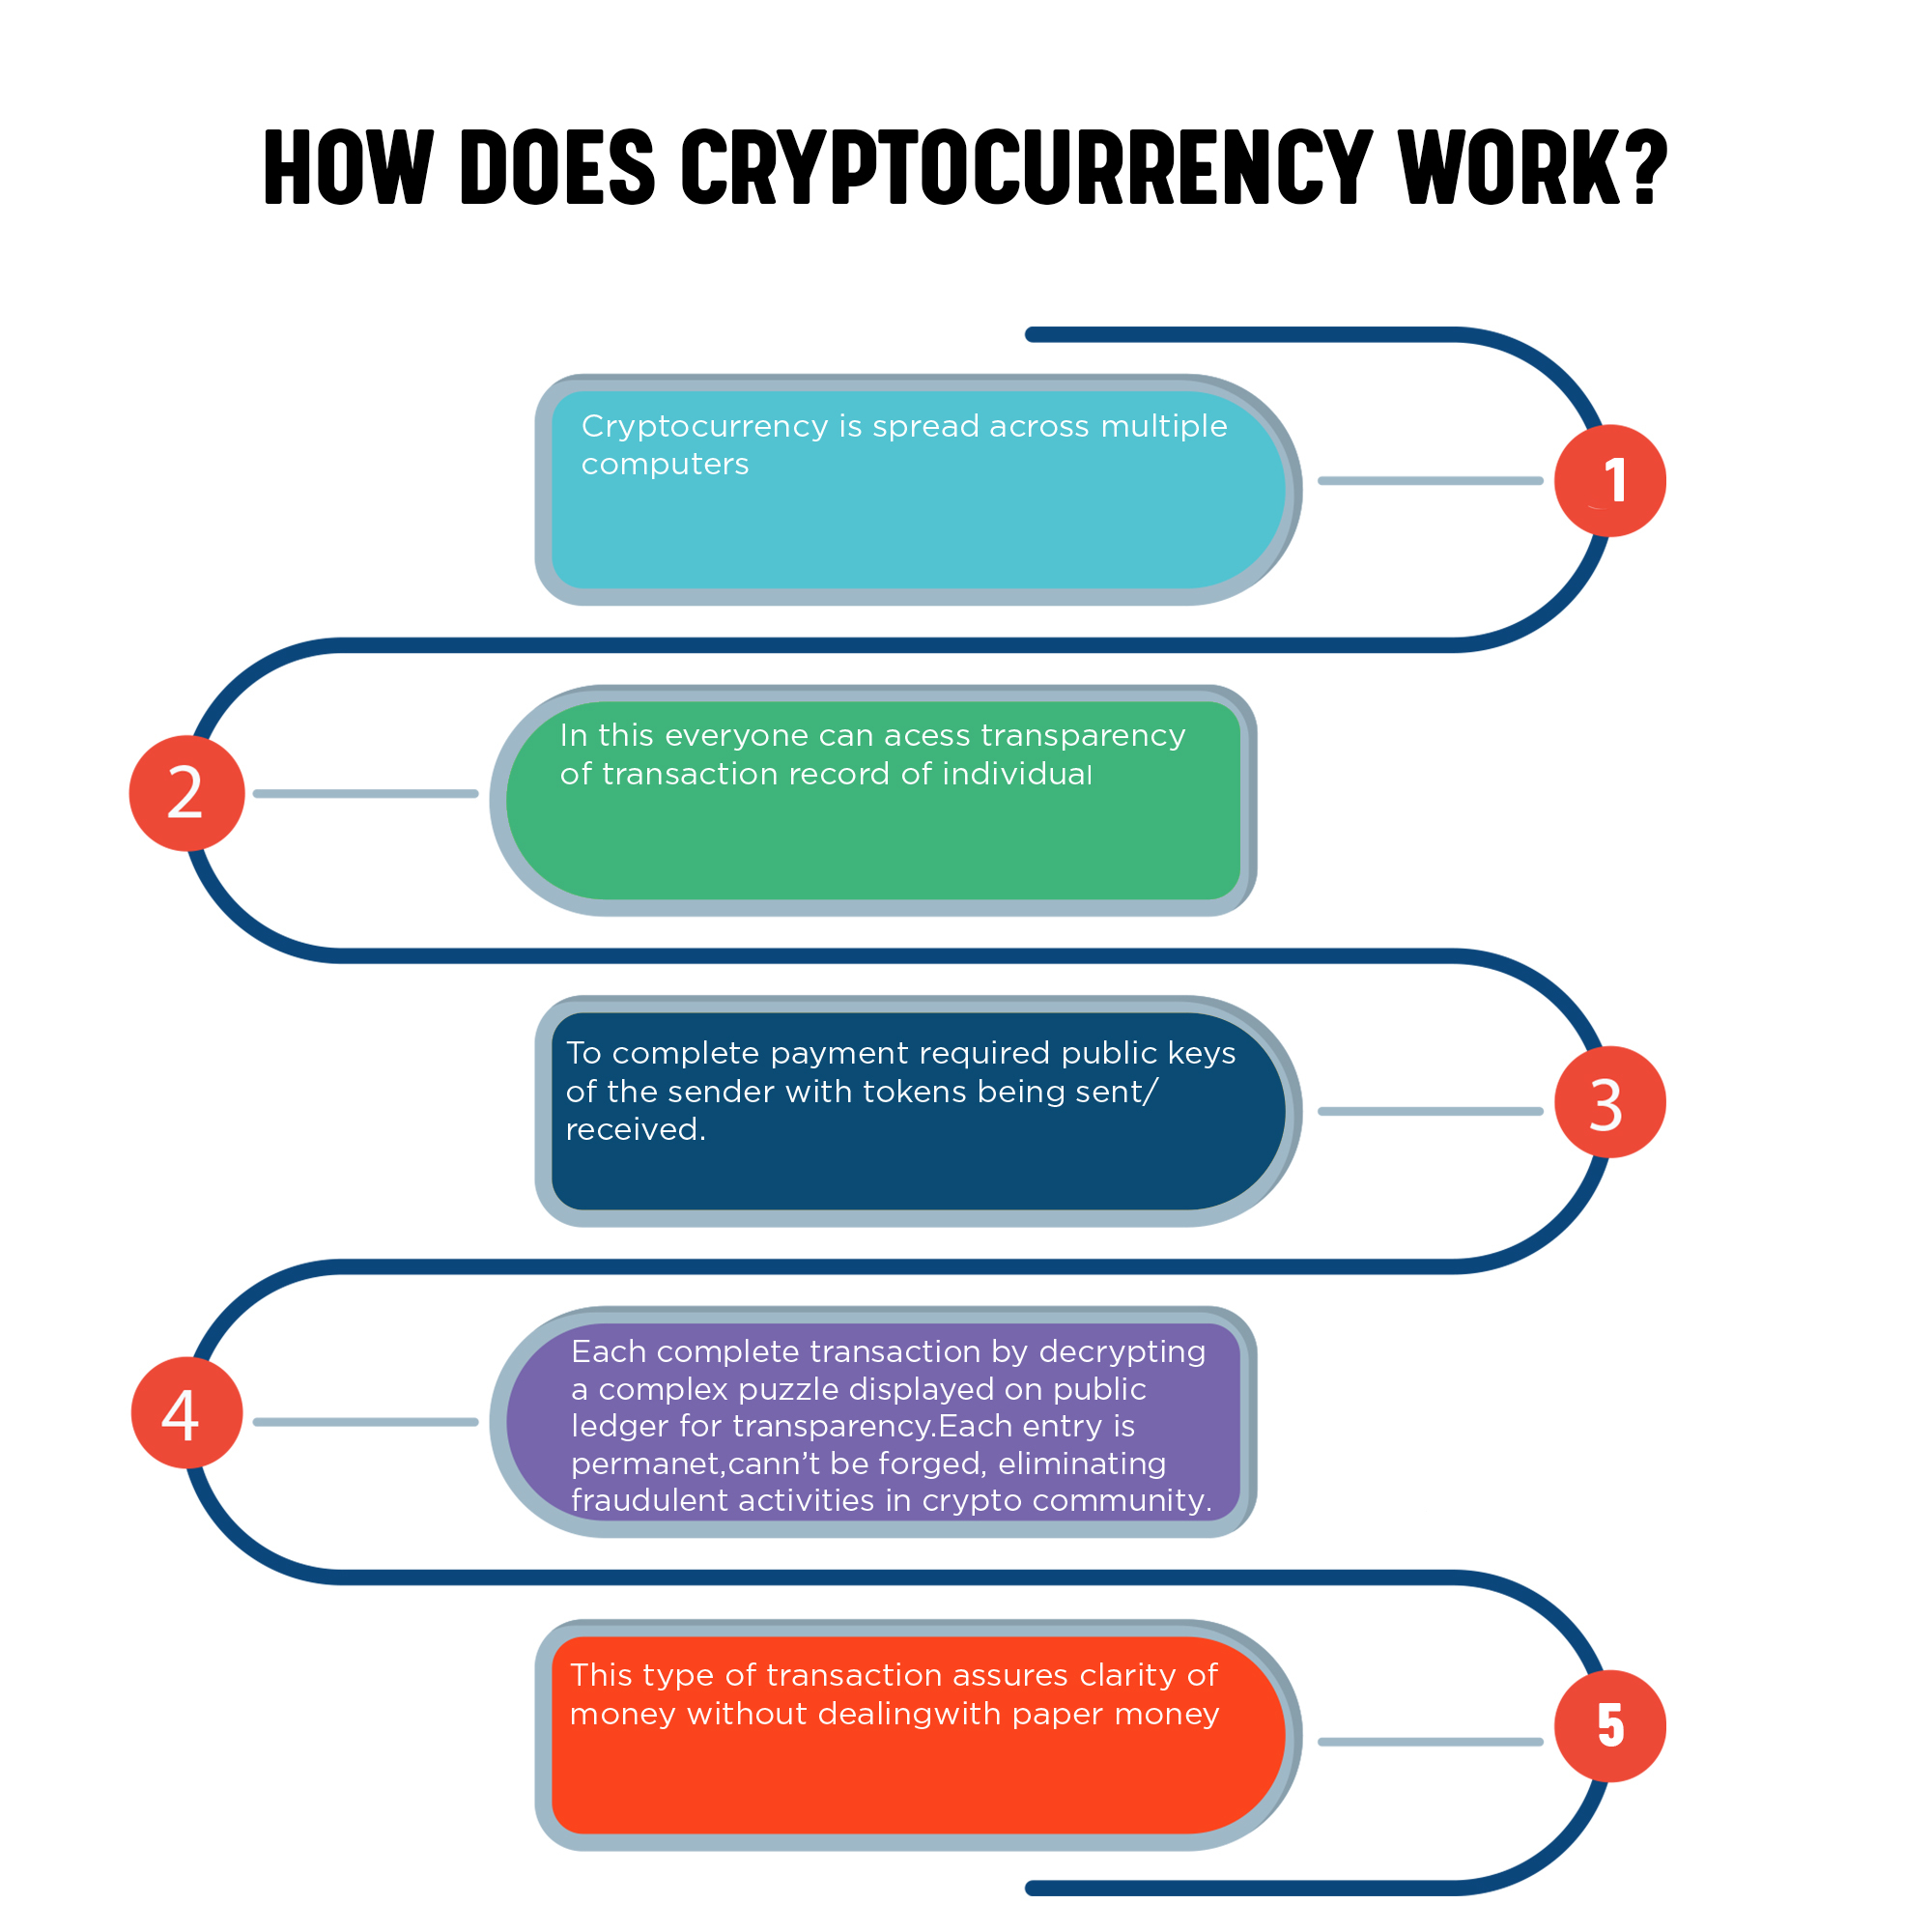 HOW DOES CRYPTOCURRENCY WORK?
Cryptocurrency is spread across multiple
computers
1
In this everyone can acess transparency
of transaction record of individual
2
To complete payment required public keys
of the sender with tokens being sent/
received.
3
Each complete transaction by decrypting
a complex puzzle displayed on public
ledger for transparency.Each entry is
permanet,cann't be forged, eliminating
fraudulent activities in crypto community.
4
This type of transaction assures clarity of
money without dealingwith paper money
5